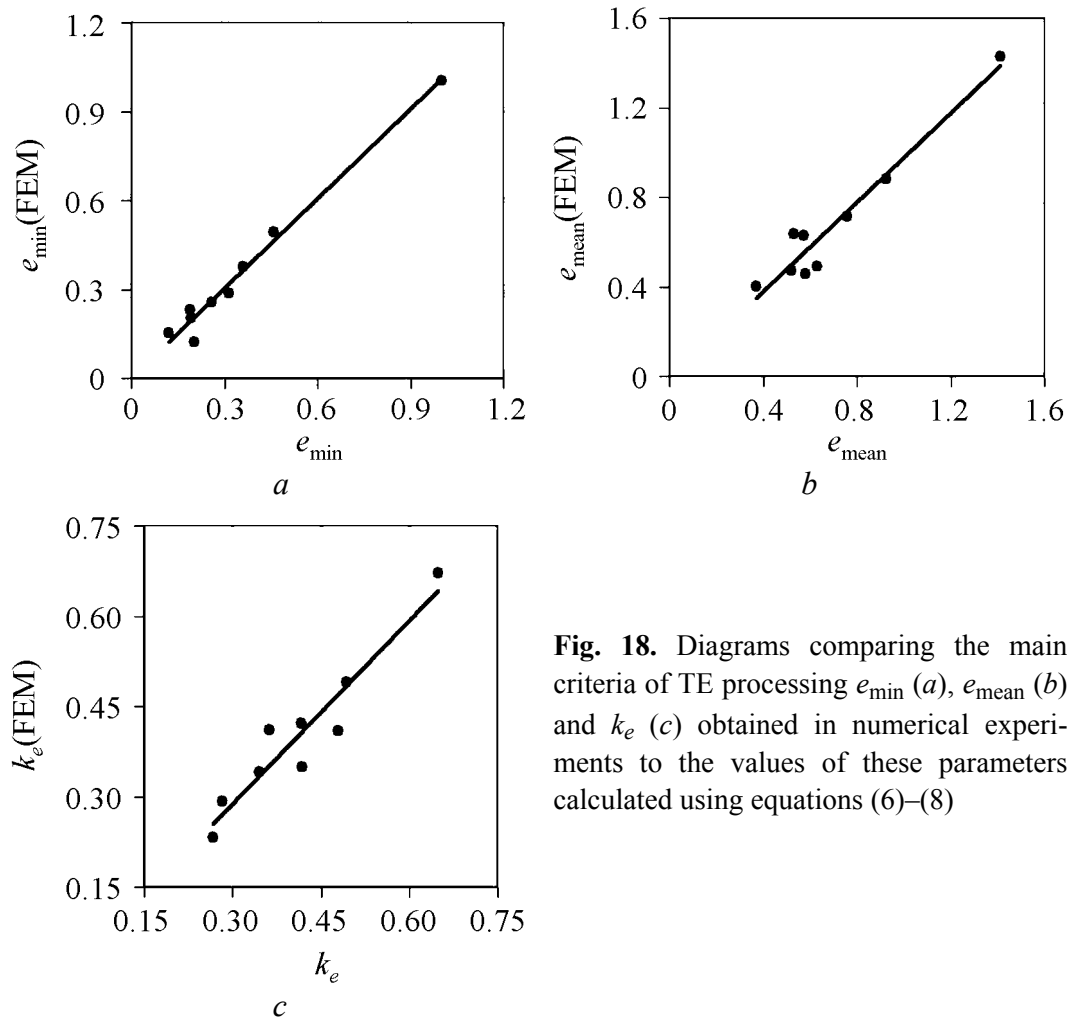 1.2
0.9
0.6
0.3
0
e_min(FEM)
0 0.3 0.6 0.9 1.2
e_min
a
1.6
1.2
0.8
0.4
0
e_mean(FEM)
0 0.4 0.8 1.2 1.6
e_mean
b
0.75
0.60
0.45
0.30
0.15
k_e(FEM)
0.15 0.30 0.45 0.60 0.75
k_e
c
Fig. 18. Diagrams comparing the main
criteria of TE processing e_min (a), e_mean (b)
and k_e (c) obtained in numerical experi-
ments to the values of these parameters
calculated using equations (6)–(8)